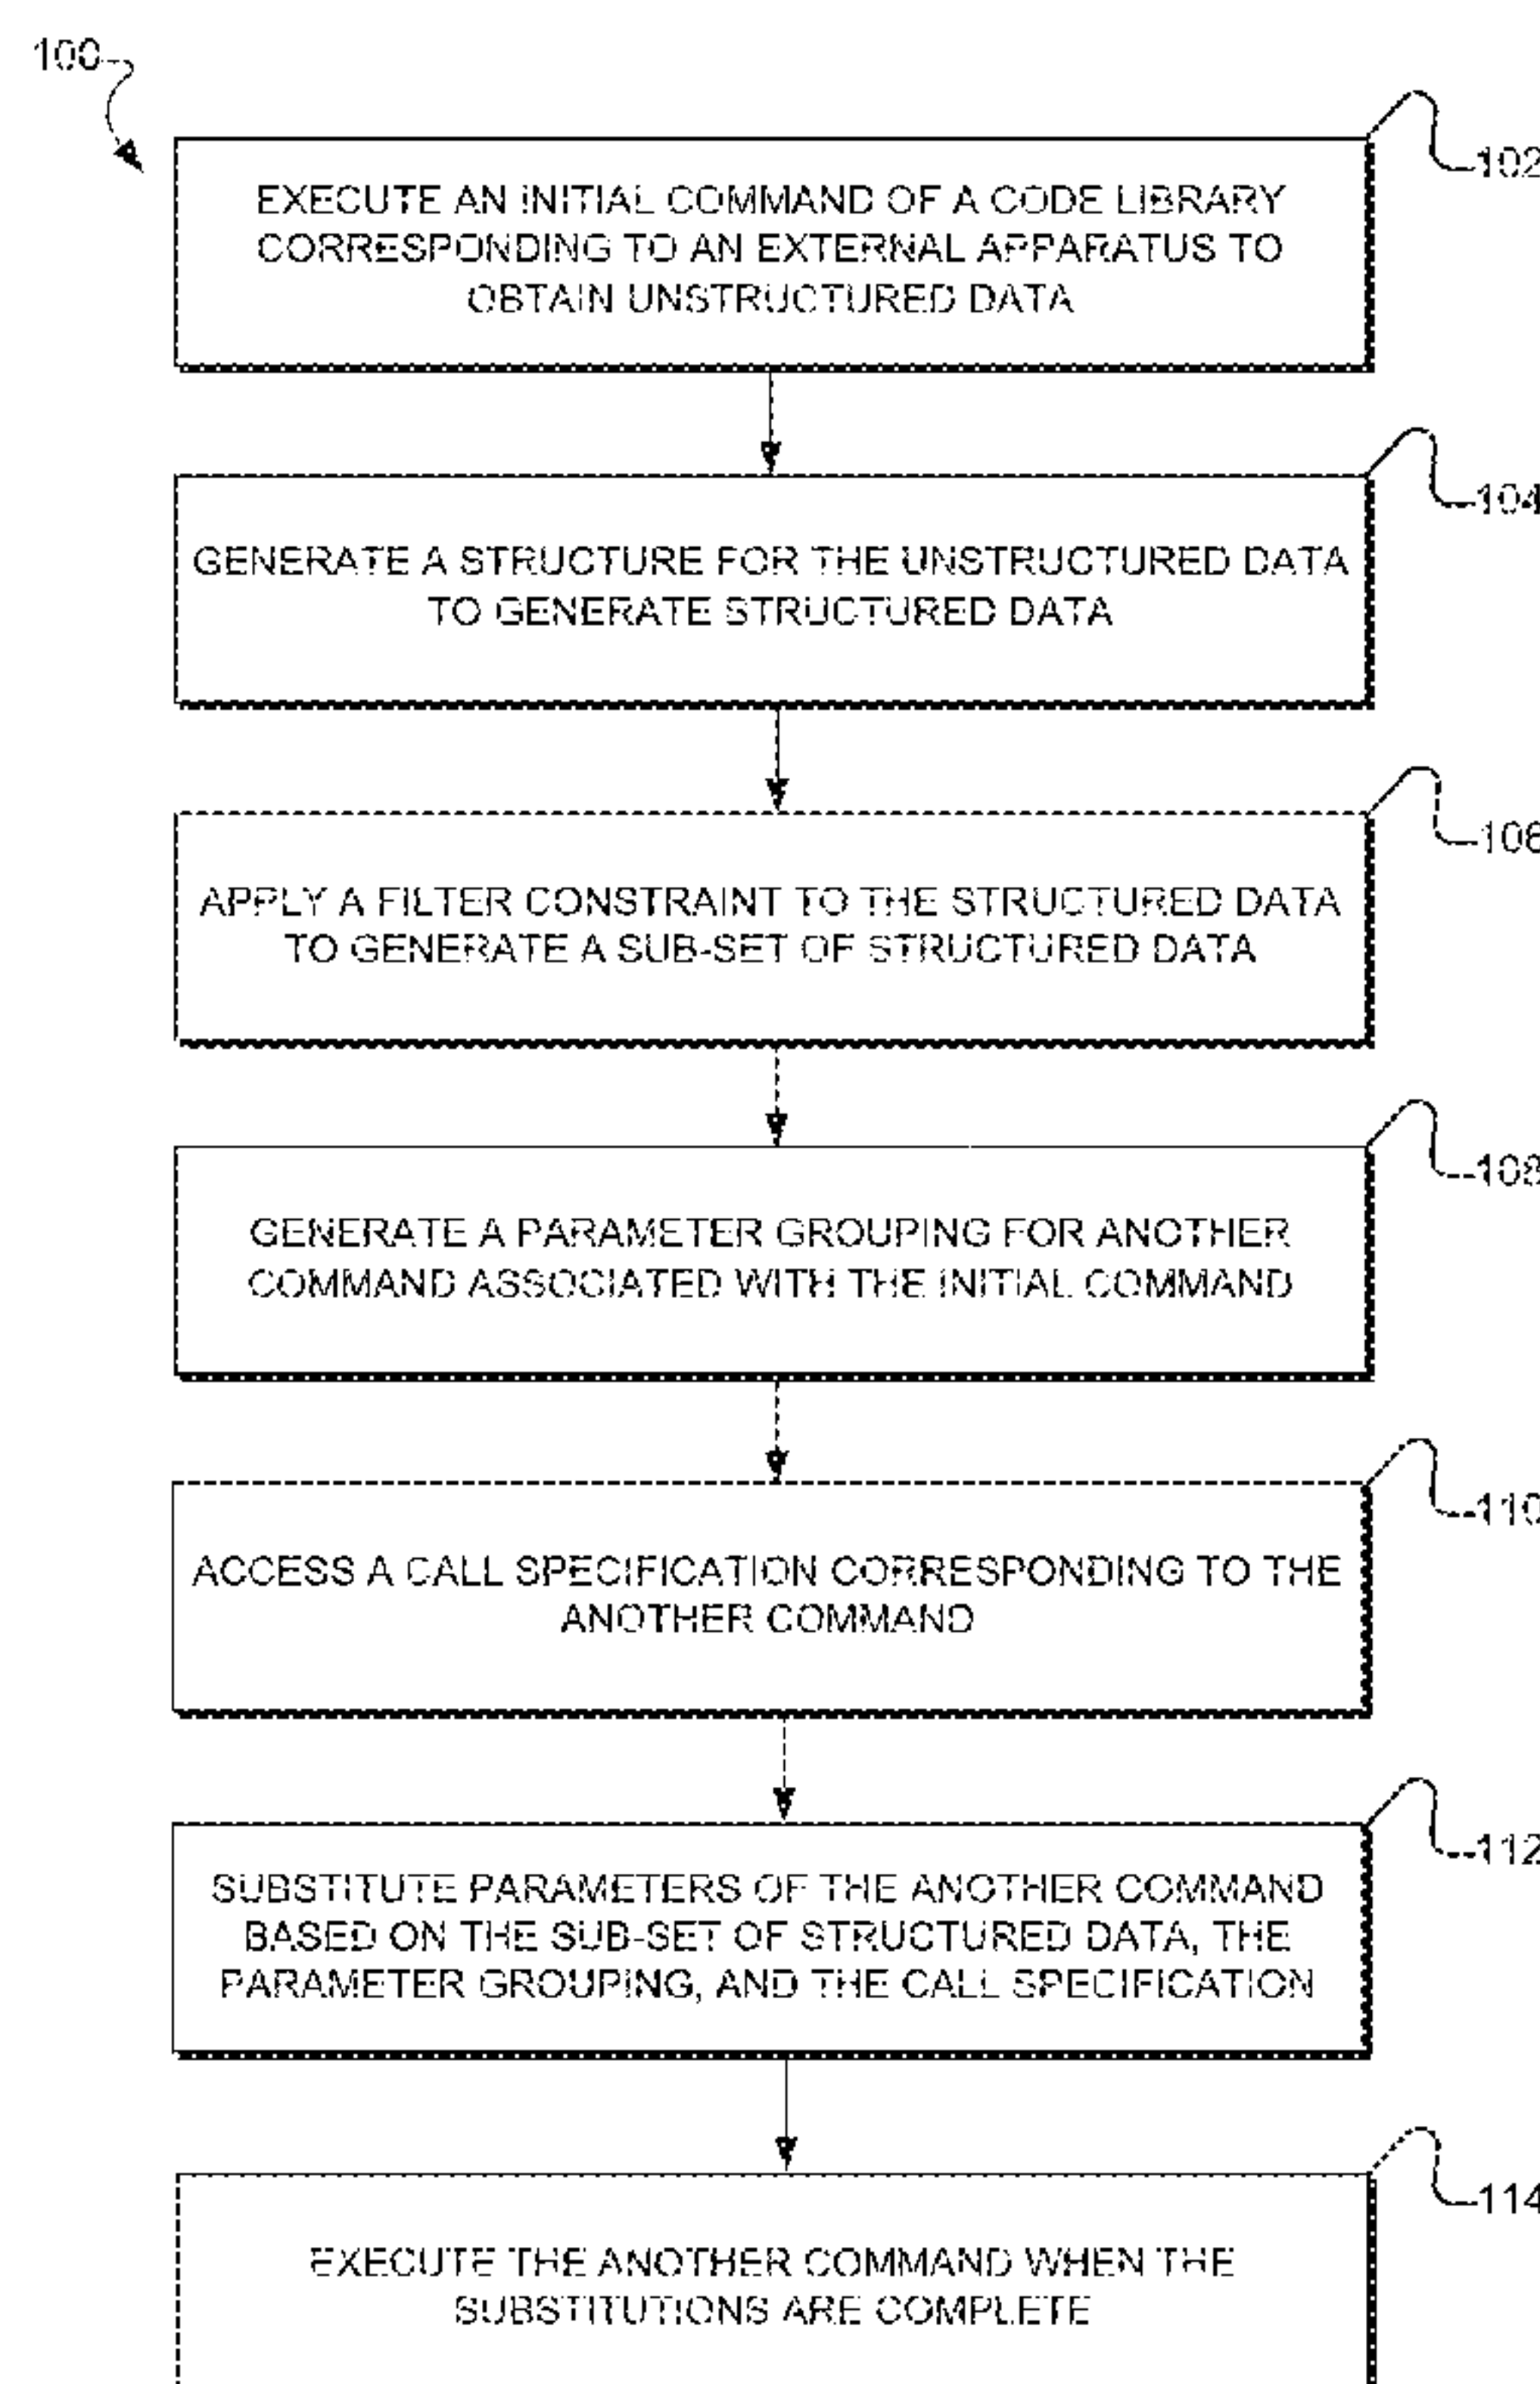 100
102
EXECUTE AN INITIAL COMMAND OF A CODE LIBRARY
CORRESPONDING TO AN EXTERNAL APPARATUS TO
OBTAIN UNSTRUCTURED DATA
104
GENERATE A STRUCTURE FOR THE UNSTRUCTURED DATA
TO GENERATE STRUCTURED DATA
106
APPLY A FILTER CONSTRAINT TO THE STRUCTURED DATA
TO GENERATE A SUB-SET OF STRUCTURED DATA
108
GENERATE A PARAMETER GROUPING FOR ANOTHER
COMMAND ASSOCIATED WITH THE INITIAL COMMAND
110
ACCESS A CALL SPECIFICATION CORRESPONDING TO THE
ANOTHER COMMAND
112
SUBSTITUTE PARAMETERS OF THE ANOTHER COMMAND
BASED ON THE SUB-SET OF STRUCTURED DATA, THE
PARAMETER GROUPING, AND THE CALL SPECIFICATION
114
EXECUTE THE ANOTHER COMMAND WHEN THE
SUBSTITUTIONS ARE COMPLETE